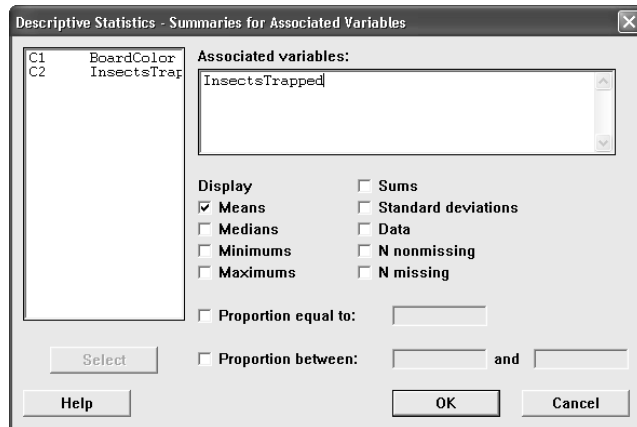 Descriptive Statistics - Summaries for Associated Variables
C1 BoardColor
C2 InsectsTrap
Associated variables:
InsectsTrapped
Display
Means
Medians
Minimums
Maximums
Sums
Standard deviations
Data
N nonmissing
N missing
Proportion equal to:
Proportion between:
and
Select
Help
OK
Cancel